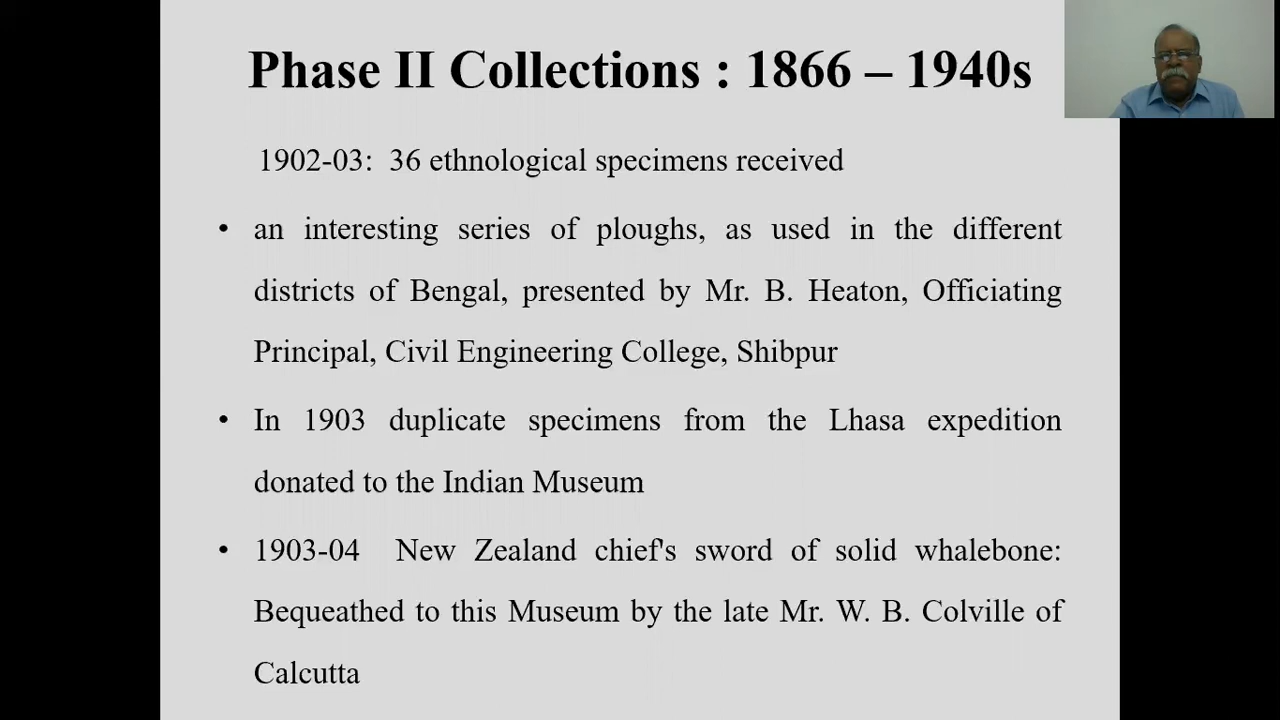 Phase II Collections : 1866 – 1940s
1902-03: 36 ethnological specimens received
• an interesting series of ploughs, as used in the different
districts of Bengal, presented by Mr. B. Heaton, Officiating
Principal, Civil Engineering College, Shibpur
• In 1903 duplicate specimens from the Lhasa expedition
donated to the Indian Museum
• 1903-04 New Zealand chief's sword of solid whalebone:
Bequeathed to this Museum by the late Mr. W. B. Colville of
Calcutta